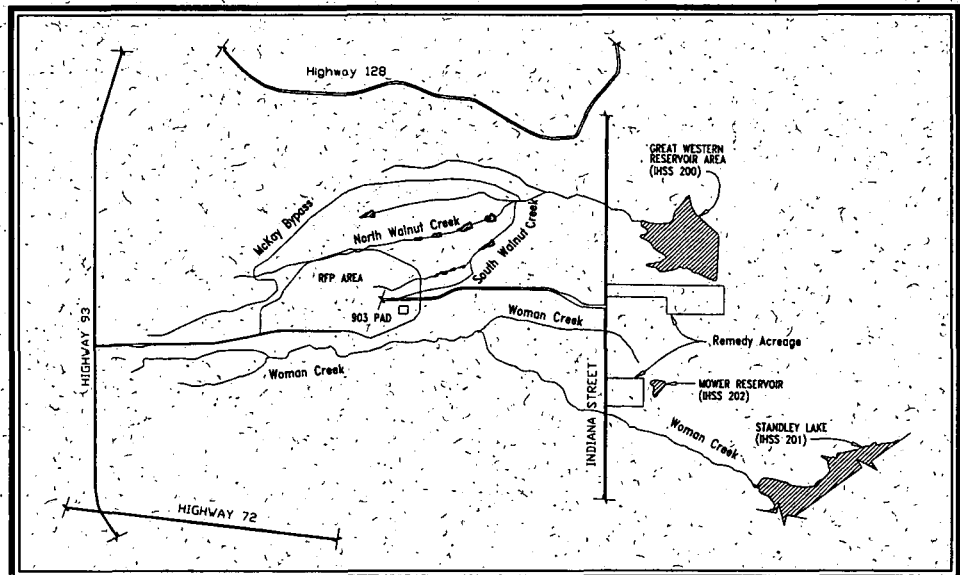 Highway 128
GREAT WESTERN
RESERVOIR AREA
(IHSS 200)
McKay Bypass
North Walnut Creek
South Walnut Creek
RFP AREA
903 PAD
Woman Creek
Remedy Acreage
HIGHWAY 93
Woman Creek
MOWER RESERVOIR
(IHSS 202)
INDIANA STREET
STANDLEY LAKE
(IHSS 201)
Woman Creek
HIGHWAY 72